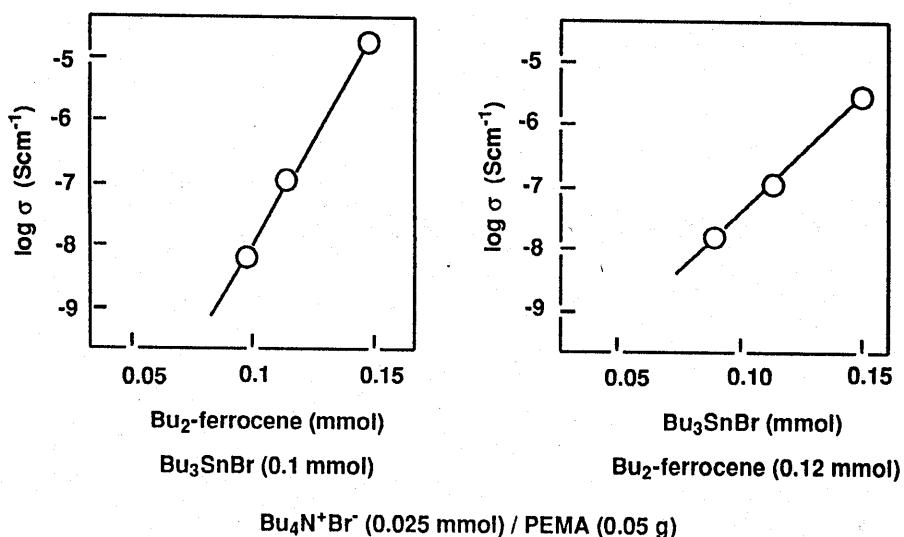 log σ (Scm⁻¹)
-5
-6
-7
-8
-9
0.05 0.1 0.15
Bu₂-ferrocene (mmol)
Bu₃SnBr (0.1 mmol)
log σ (Scm⁻¹)
-5
-6
-7
-8
-9
0.05 0.10 0.15
Bu₃SnBr (mmol)
Bu₂-ferrocene (0.12 mmol)
Bu₄N⁺Br⁻ (0.025 mmol) / PEMA (0.05 g)